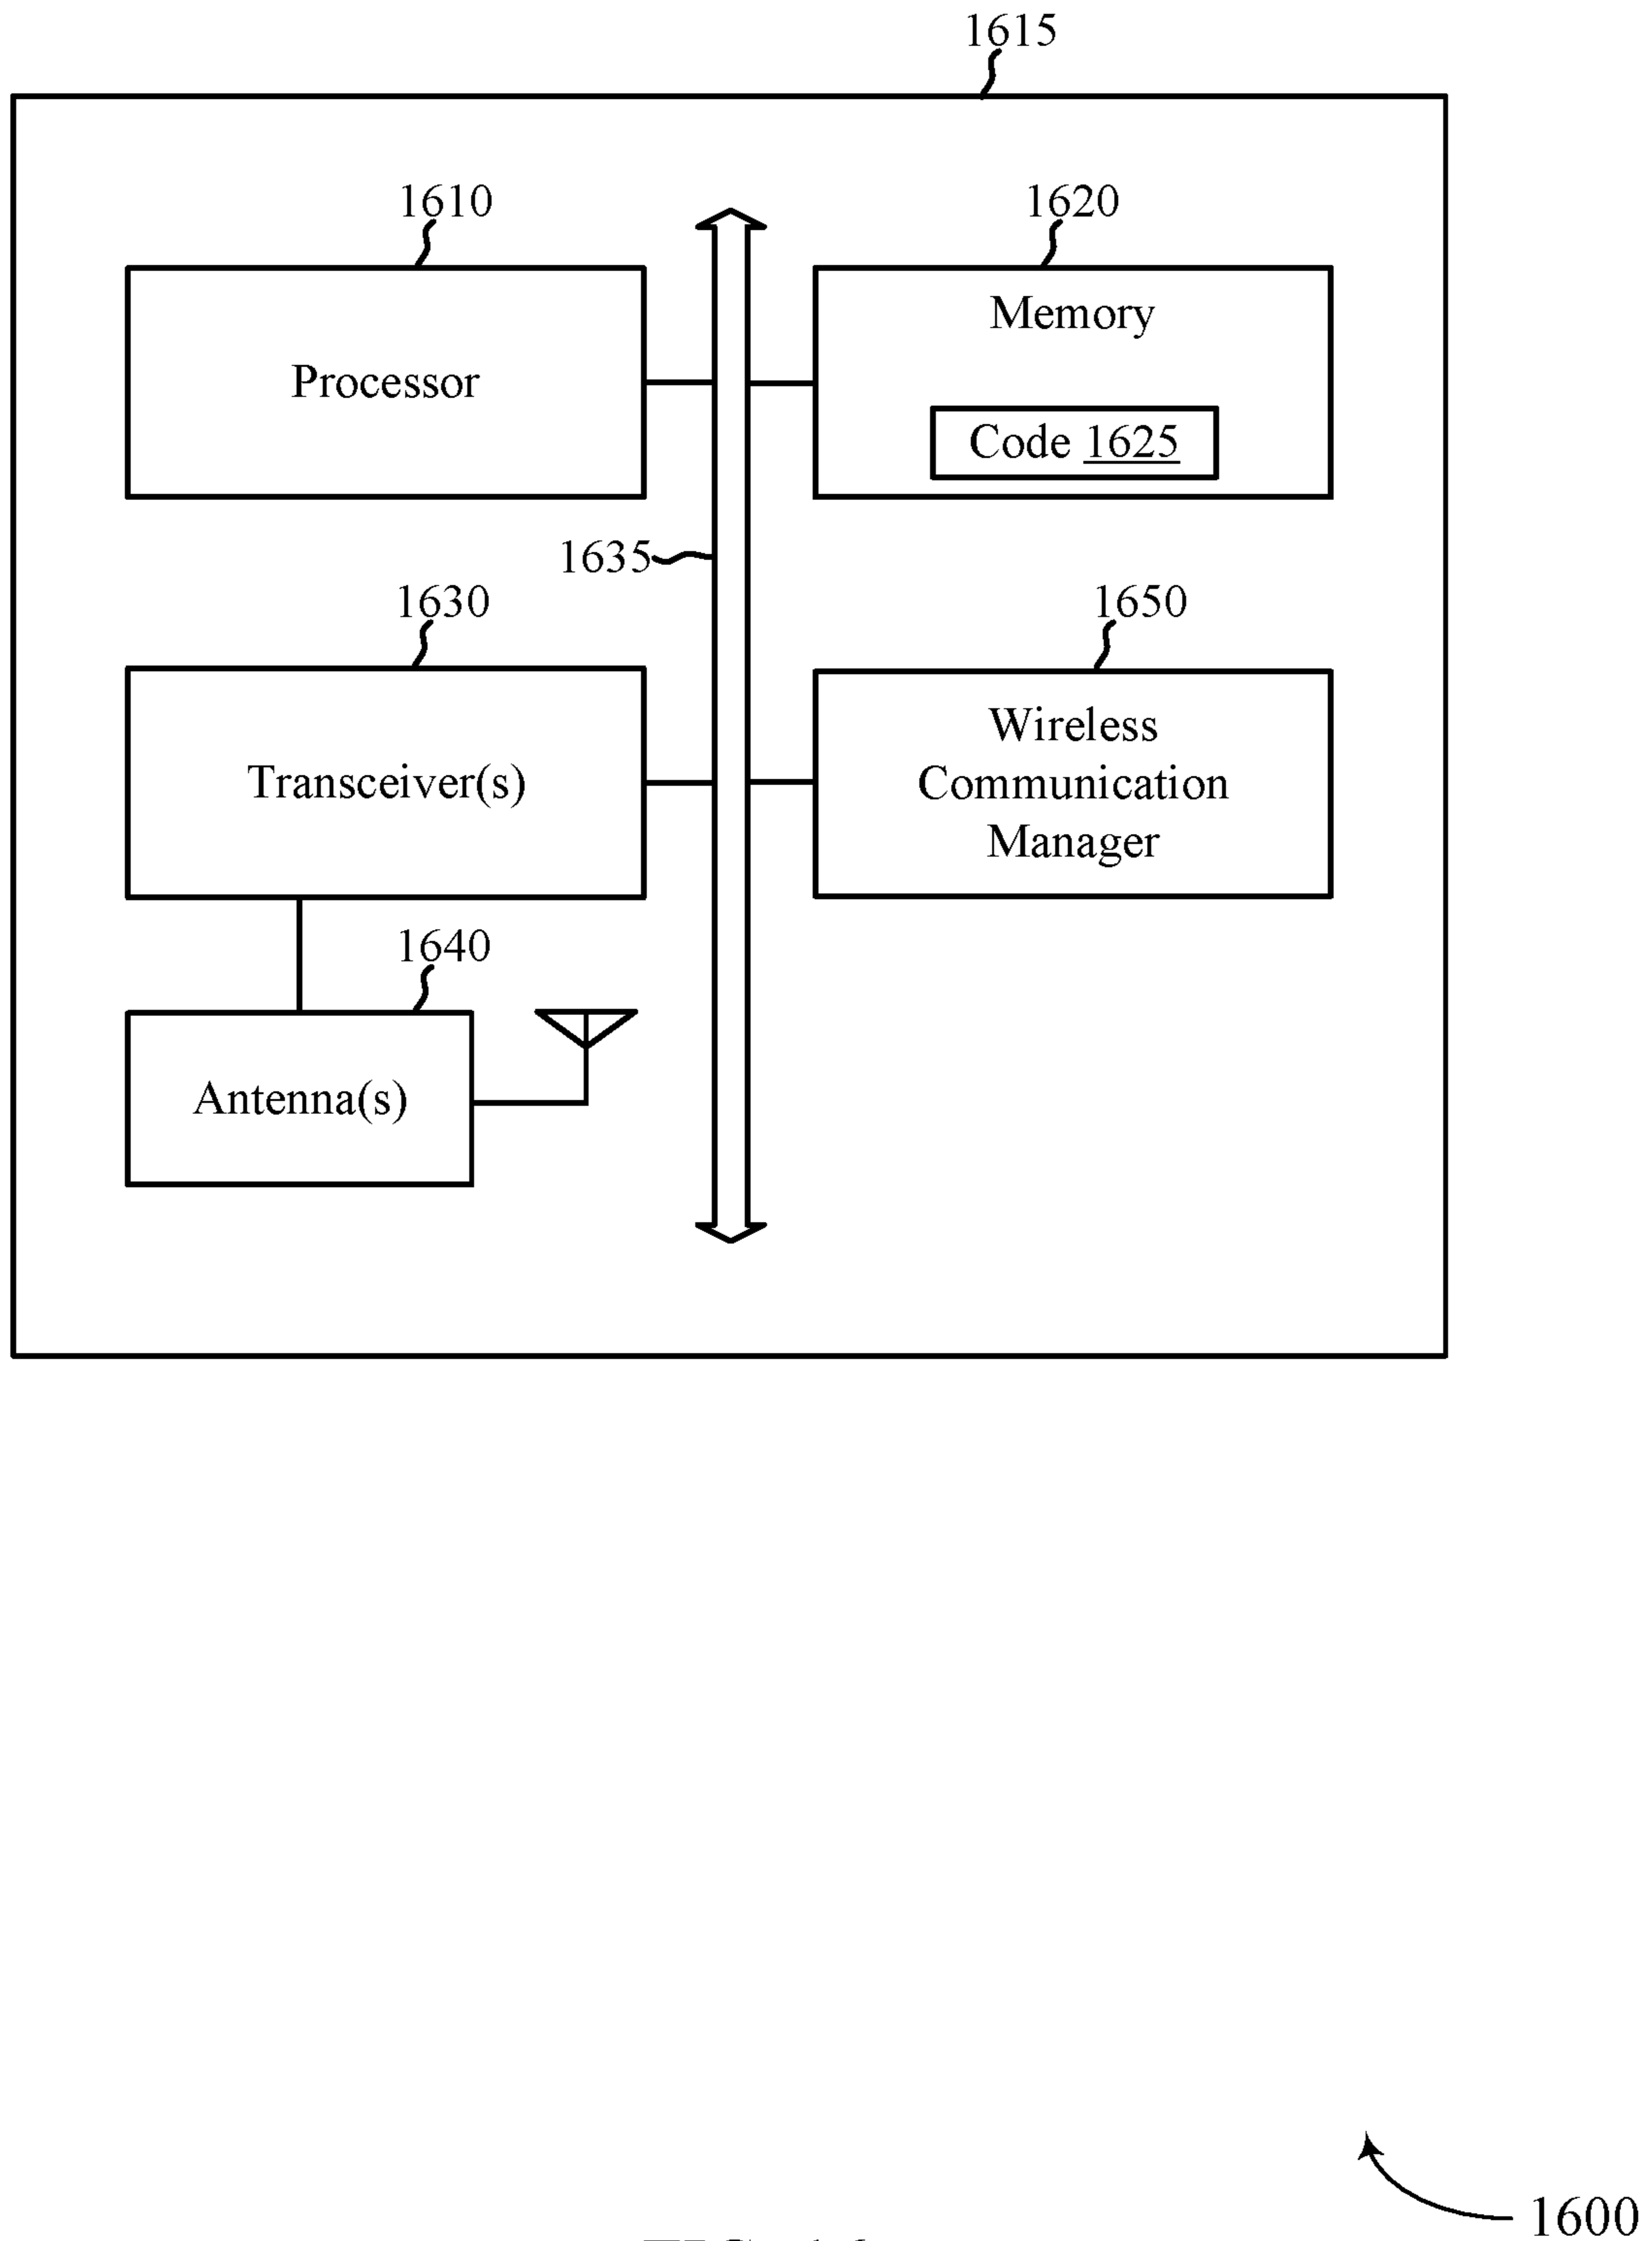 1615
1610
1620
Processor
Memory
Code 1625
1635
1630
1650
Transceiver(s)
Wireless
Communication
Manager
1640
Antenna(s)
1600